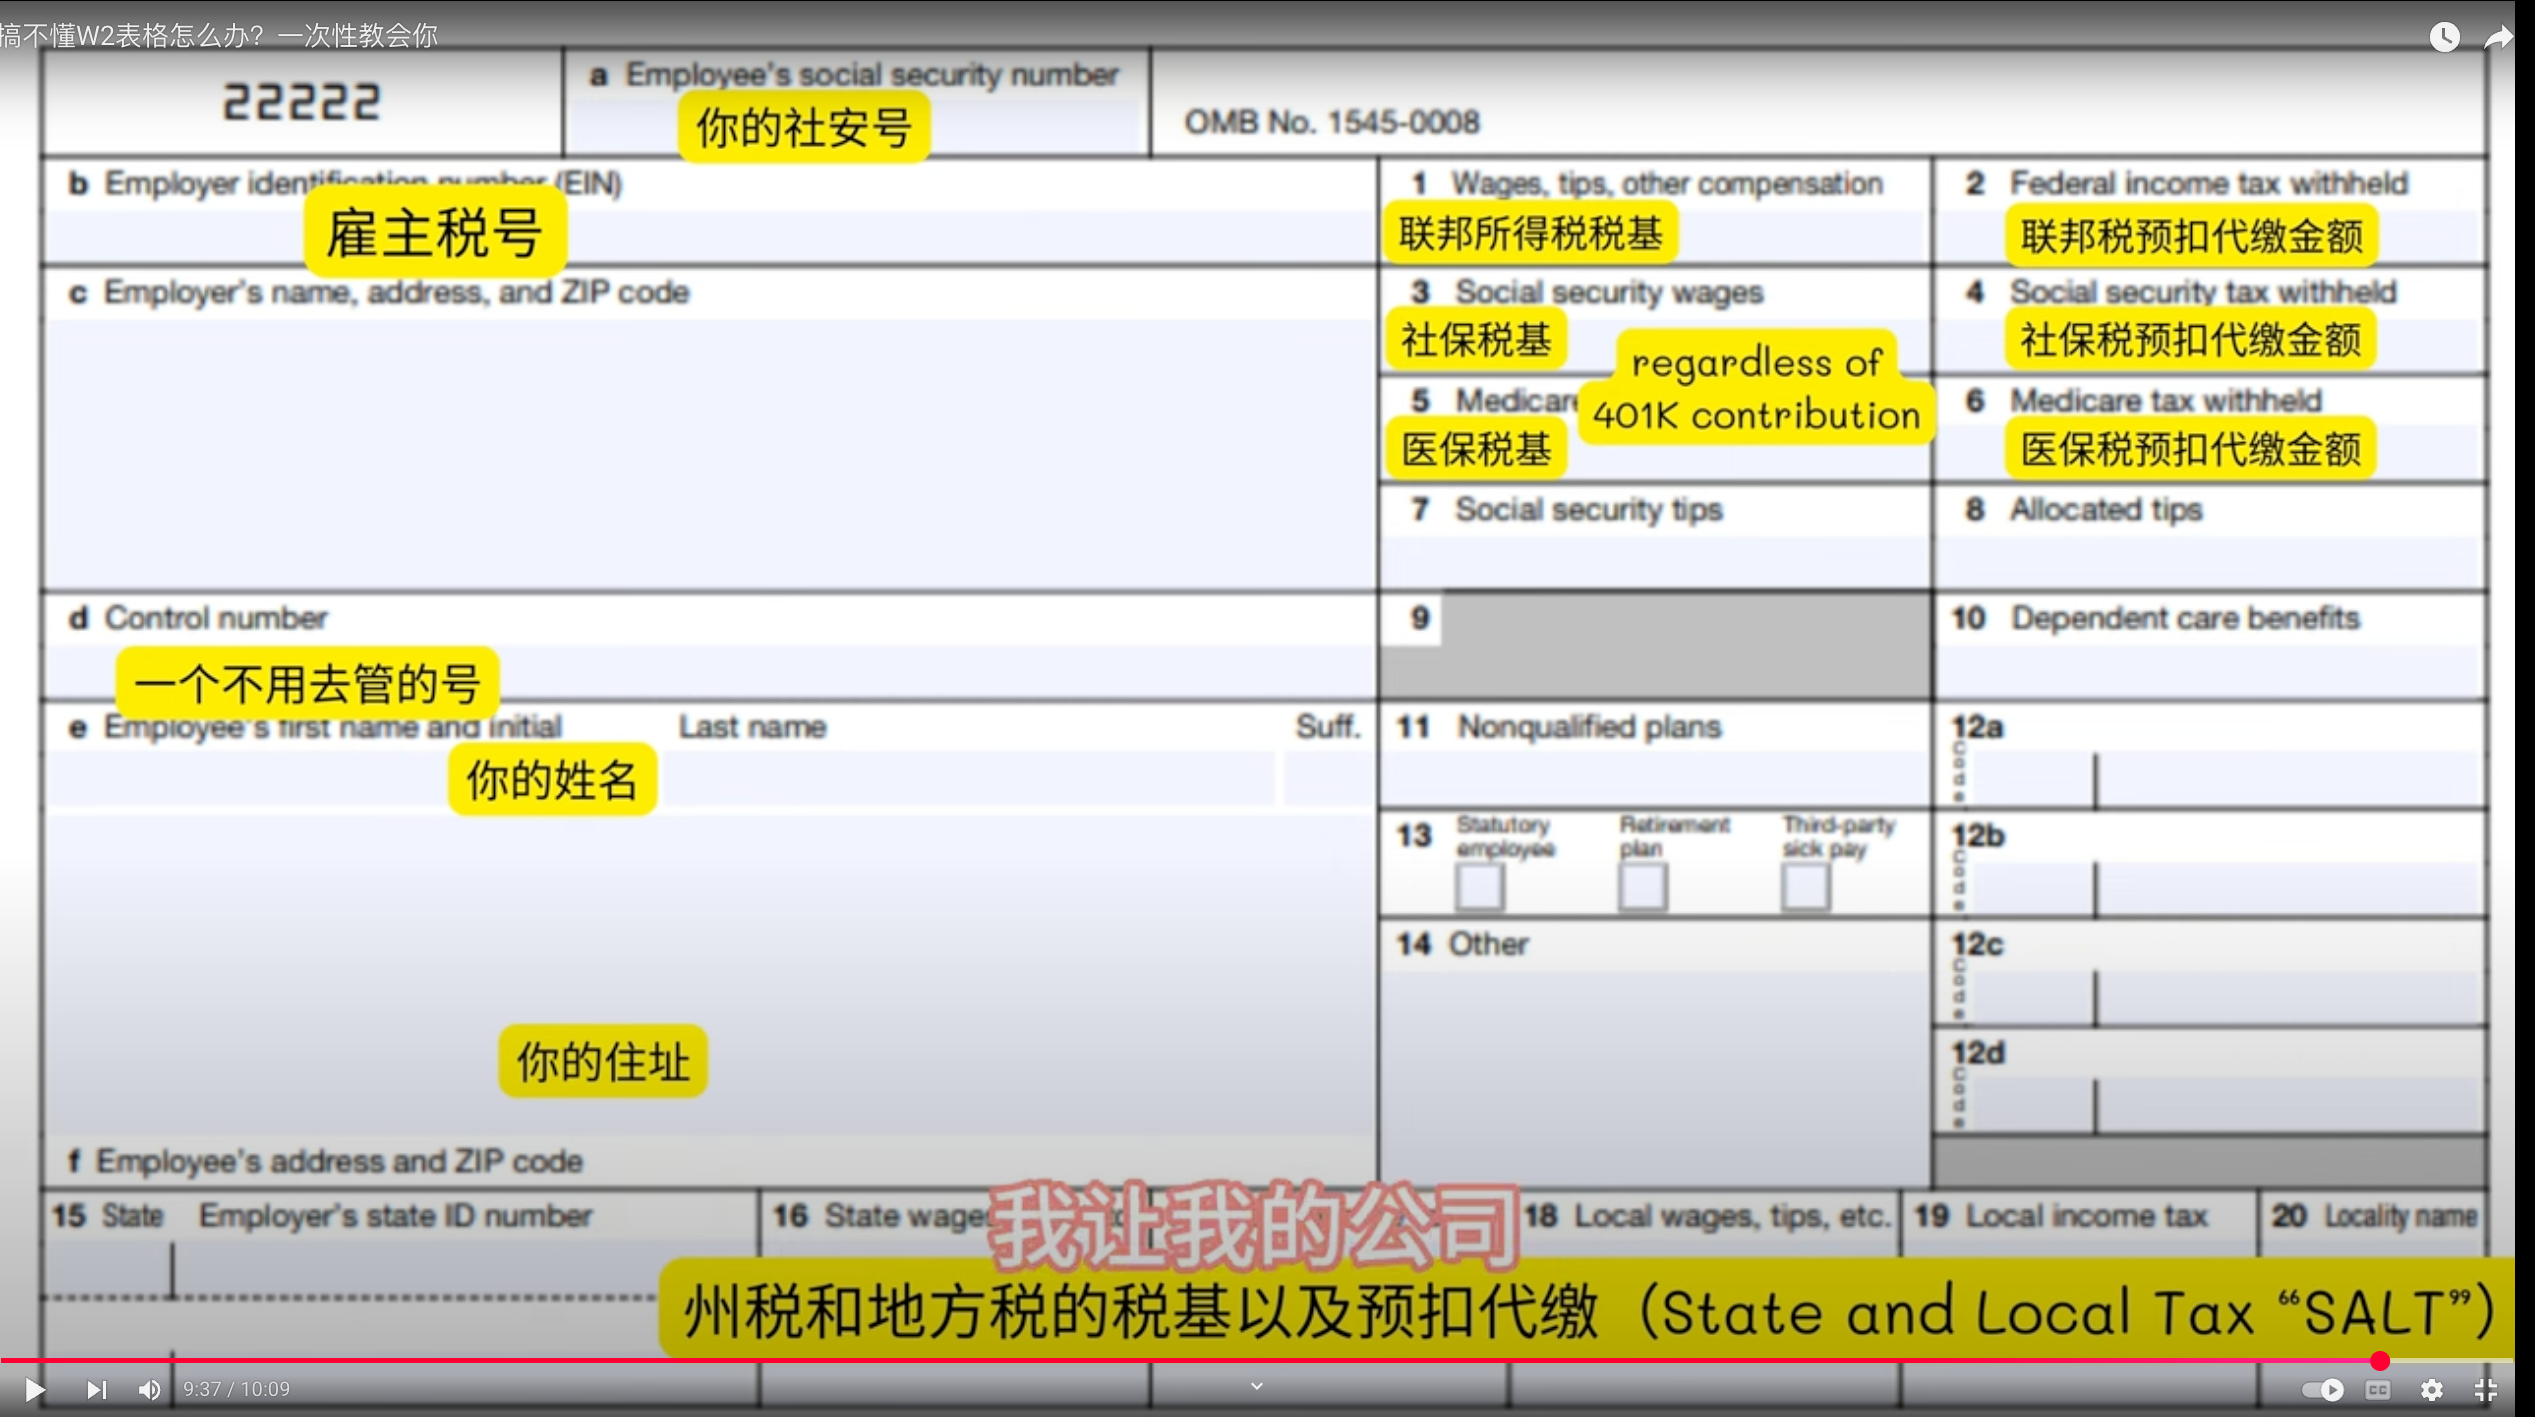 搞不懂W2表格怎么办？一次性教会你
22222
a Employee's social security number
你的社安号
OMB No. 1545-0008
b Employer identification number (EIN)
雇主税号
1 Wages, tips, other compensation
联邦所得税税基
2 Federal income tax withheld
联邦税预扣代缴金额
c Employer's name, address, and ZIP code
3 Social security wages
社保税基
4 Social security tax withheld
社保税预扣代缴金额
regardless of
401K contribution
5 Medicare
医保税基
6 Medicare tax withheld
医保税预扣代缴金额
7 Social security tips
8 Allocated tips
d Control number
一个不用去管的号
9
10 Dependent care benefits
e Employee's first name and initial
Last name
Suff.
你的姓名
11 Nonqualified plans
12a
Code
13 Statutory employee
Retirement plan
Third-party sick pay
12b
Code
14 Other
12c
Code
12d
Code
你的住址
f Employee's address and ZIP code
15 State Employer's state ID number
16 State wages
18 Local wages, tips, etc.
19 Local income tax
20 Locality name
我让我的公司
州税和地方税的税基以及预扣代缴（State and Local Tax “SALT”）
9:37 / 10:09
CC